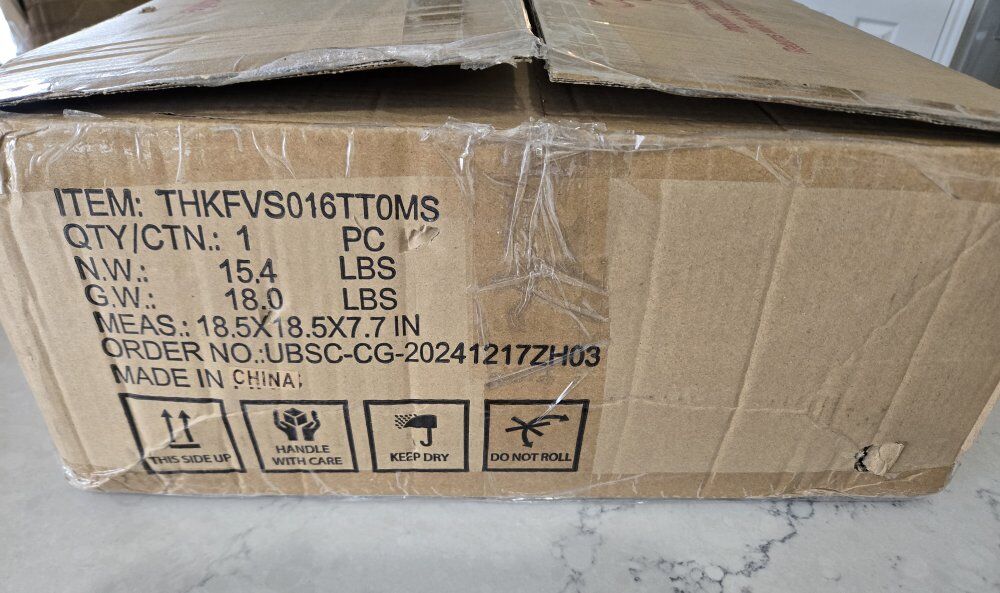 ITEM: THKFVS016TT0MS
QTY/CTN.: 1 PC
N.W.: 15.4 LBS
G.W.: 18.0 LBS
MEAS.: 18.5X18.5X7.7 IN
ORDER NO.:UBSC-CG-20241217ZH03
MADE IN CHINA
THIS SIDE UP
HANDLE
WITH CARE
KEEP DRY
DO NOT ROLL